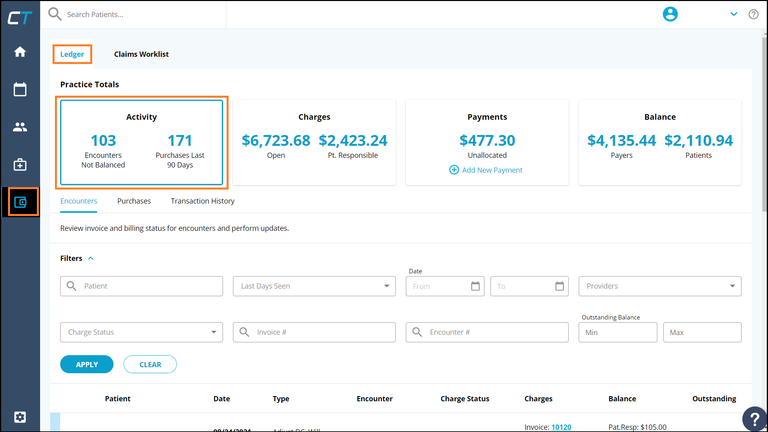 CT
Search Patients...
?
Ledger
Claims Worklist
Practice Totals
Activity
103
171
Encounters
Not Balanced
Purchases Last
90 Days
Charges
$6,723.68
$2,423.24
Open
Pt. Responsible
Payments
$477.30
Unallocated
Add New Payment
Balance
$4,135.44
$2,110.94
Payers
Patients
Encounters
Purchases
Transaction History
Review invoice and billing status for encounters and perform updates.
Filters
Patient
Last Days Seen
Date
From
To
Providers
Charge Status
Invoice #
Encounter #
Outstanding Balance
Min
Max
APPLY
CLEAR
Patient
Date
Type
Encounter
Charge Status
Charges
Balance
Outstanding
Invoice: 10120
Pat.Resp: $105.00
?